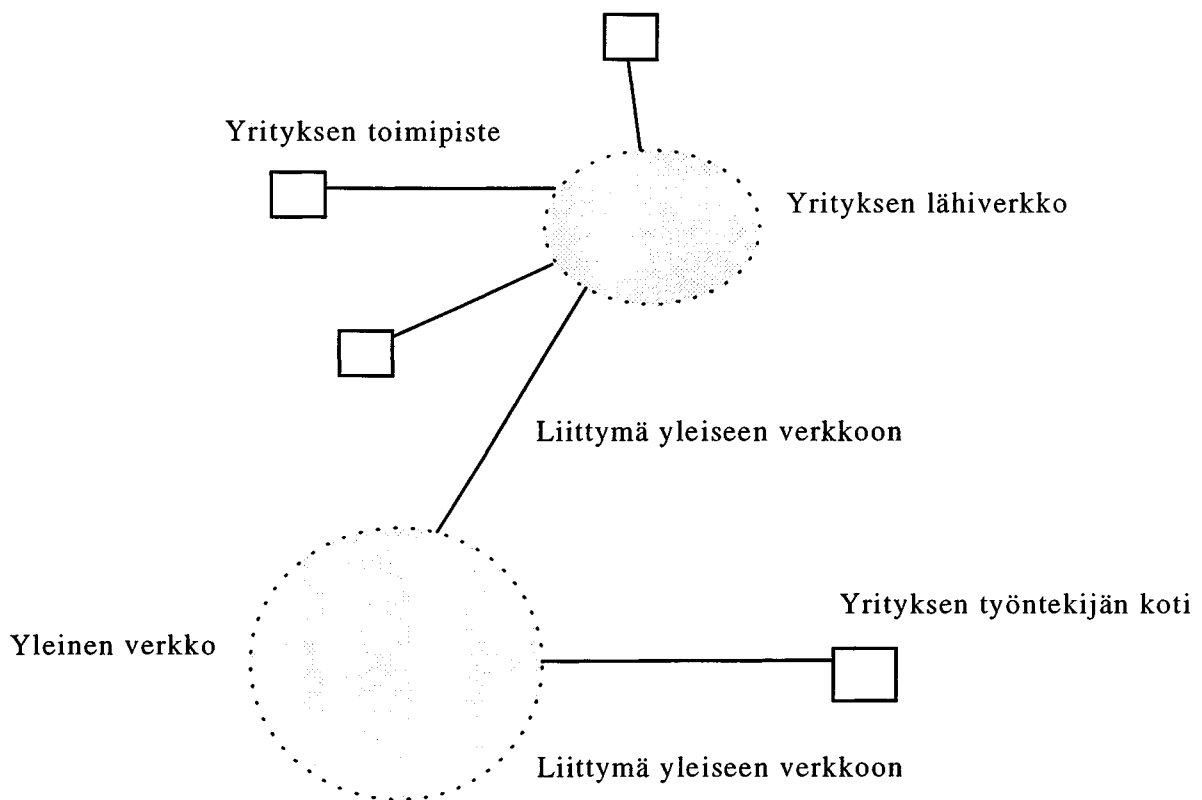 Yrityksen toimipiste
Yrityksen lähiverkko
Liittymä yleiseen verkkoon
Yrityksen työntekijän koti
Yleinen verkko
Liittymä yleiseen verkkoon